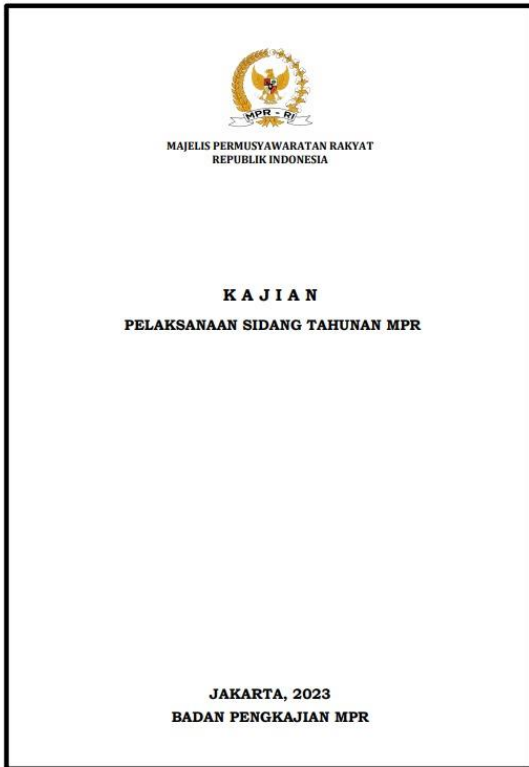 MPR - RI
MAJELIS PERMUSYAWARATAN RAKYAT
REPUBLIK INDONESIA
K A J I A N
PELAKSANAAN SIDANG TAHUNAN MPR
JAKARTA, 2023
BADAN PENGKAJIAN MPR